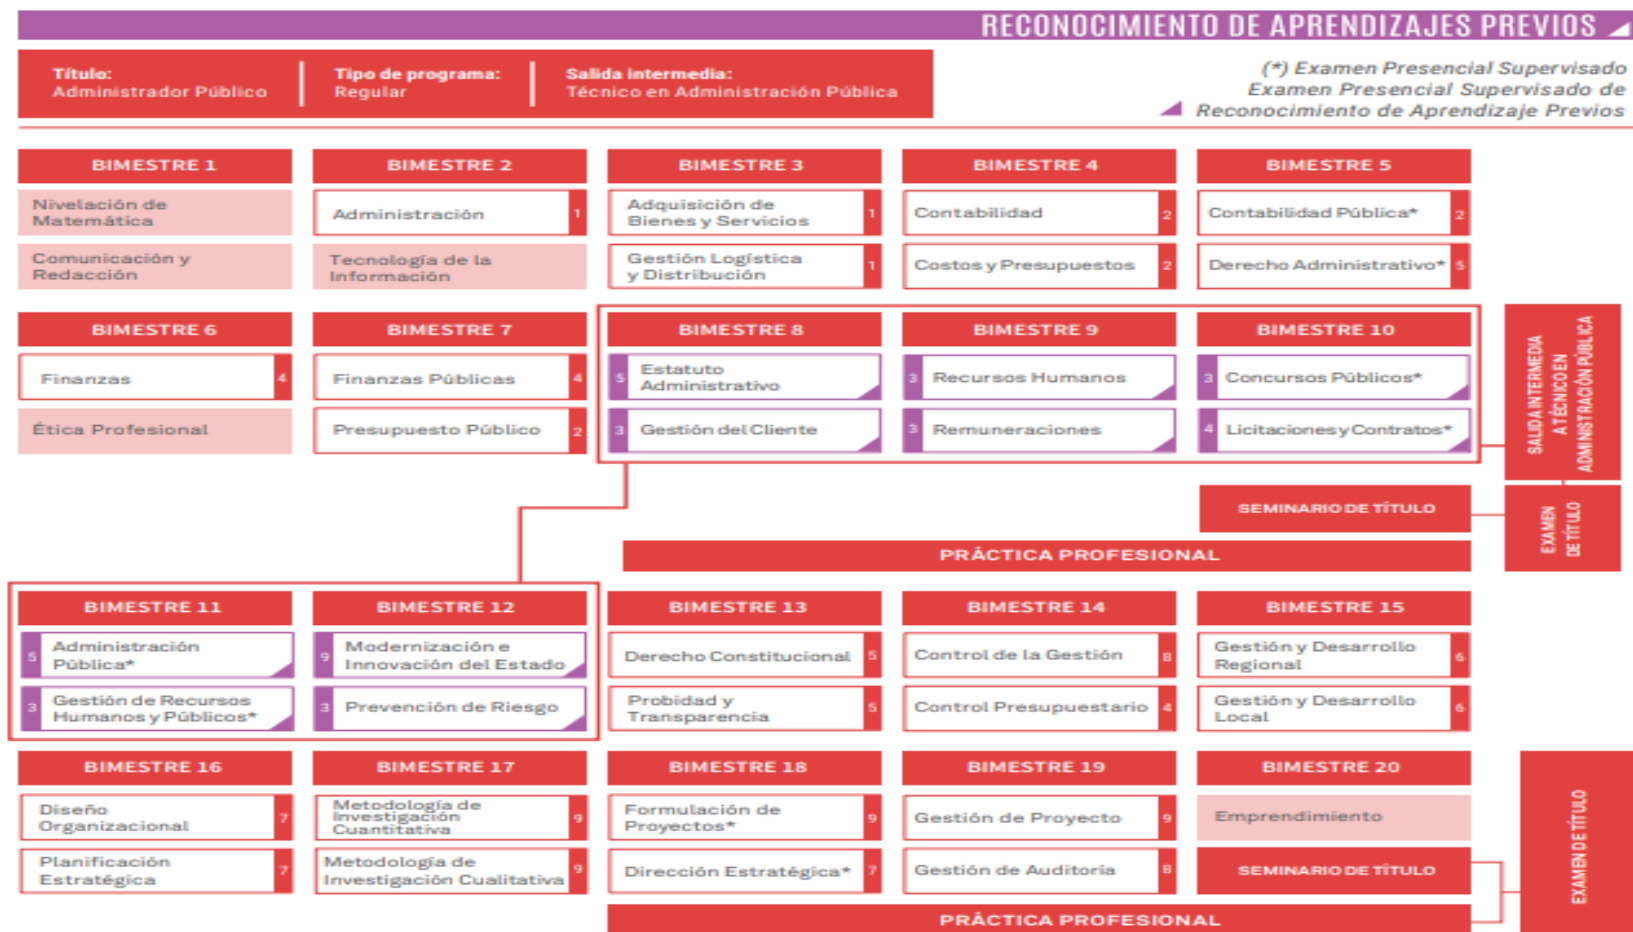 RECONOCIMIENTO DE APRENDIZAJES PREVIOS
Título:
Administrador Público
Tipo de programa:
Regular
Salida intermedia:
Técnico en Administración Pública
(*) Examen Presencial Supervisado
Examen Presencial Supervisado de
Reconocimiento de Aprendizaje Previos
BIMESTRE 1
Nivelación de
Matemática
Comunicación y
Redacción
BIMESTRE 2
Administración 1
Tecnología de la
Información
BIMESTRE 3
Adquisición de
Bienes y Servicios 1
Gestión Logística
y Distribución 1
BIMESTRE 4
Contabilidad 2
Costos y Presupuestos 2
BIMESTRE 5
Contabilidad Pública* 2
Derecho Administrativo* 5
BIMESTRE 6
Finanzas 4
Ética Profesional
BIMESTRE 7
Finanzas Públicas 4
Presupuesto Público 2
BIMESTRE 8
5 Estatuto
Administrativo
3 Gestión del Cliente
BIMESTRE 9
3 Recursos Humanos
3 Remuneraciones
BIMESTRE 10
3 Concursos Públicos*
4 Licitaciones y Contratos*
SALIDA INTERMEDIA
A TÉCNICO EN
ADMINISTRACIÓN PÚBLICA
SEMINARIO DE TÍTULO
EXAMEN
DE TÍTULO
PRÁCTICA PROFESIONAL
BIMESTRE 11
5 Administración
Pública*
3 Gestión de Recursos
Humanos y Públicos*
BIMESTRE 12
9 Modernización e
Innovación del Estado
3 Prevención de Riesgo
BIMESTRE 13
Derecho Constitucional 5
Probidad y
Transparencia 5
BIMESTRE 14
Control de la Gestión 8
Control Presupuestario 4
BIMESTRE 15
Gestión y Desarrollo
Regional 6
Gestión y Desarrollo
Local 6
BIMESTRE 16
Diseño
Organizacional 7
Planificación
Estratégica 7
BIMESTRE 17
Metodología de
Investigación
Cuantitativa 9
Metodología de
Investigación Cualitativa 9
BIMESTRE 18
Formulación de
Proyectos* 9
Dirección Estratégica* 7
BIMESTRE 19
Gestión de Proyecto 9
Gestión de Auditoría 8
BIMESTRE 20
Emprendimiento
SEMINARIO DE TÍTULO
EXAMEN DE TÍTULO
PRÁCTICA PROFESIONAL